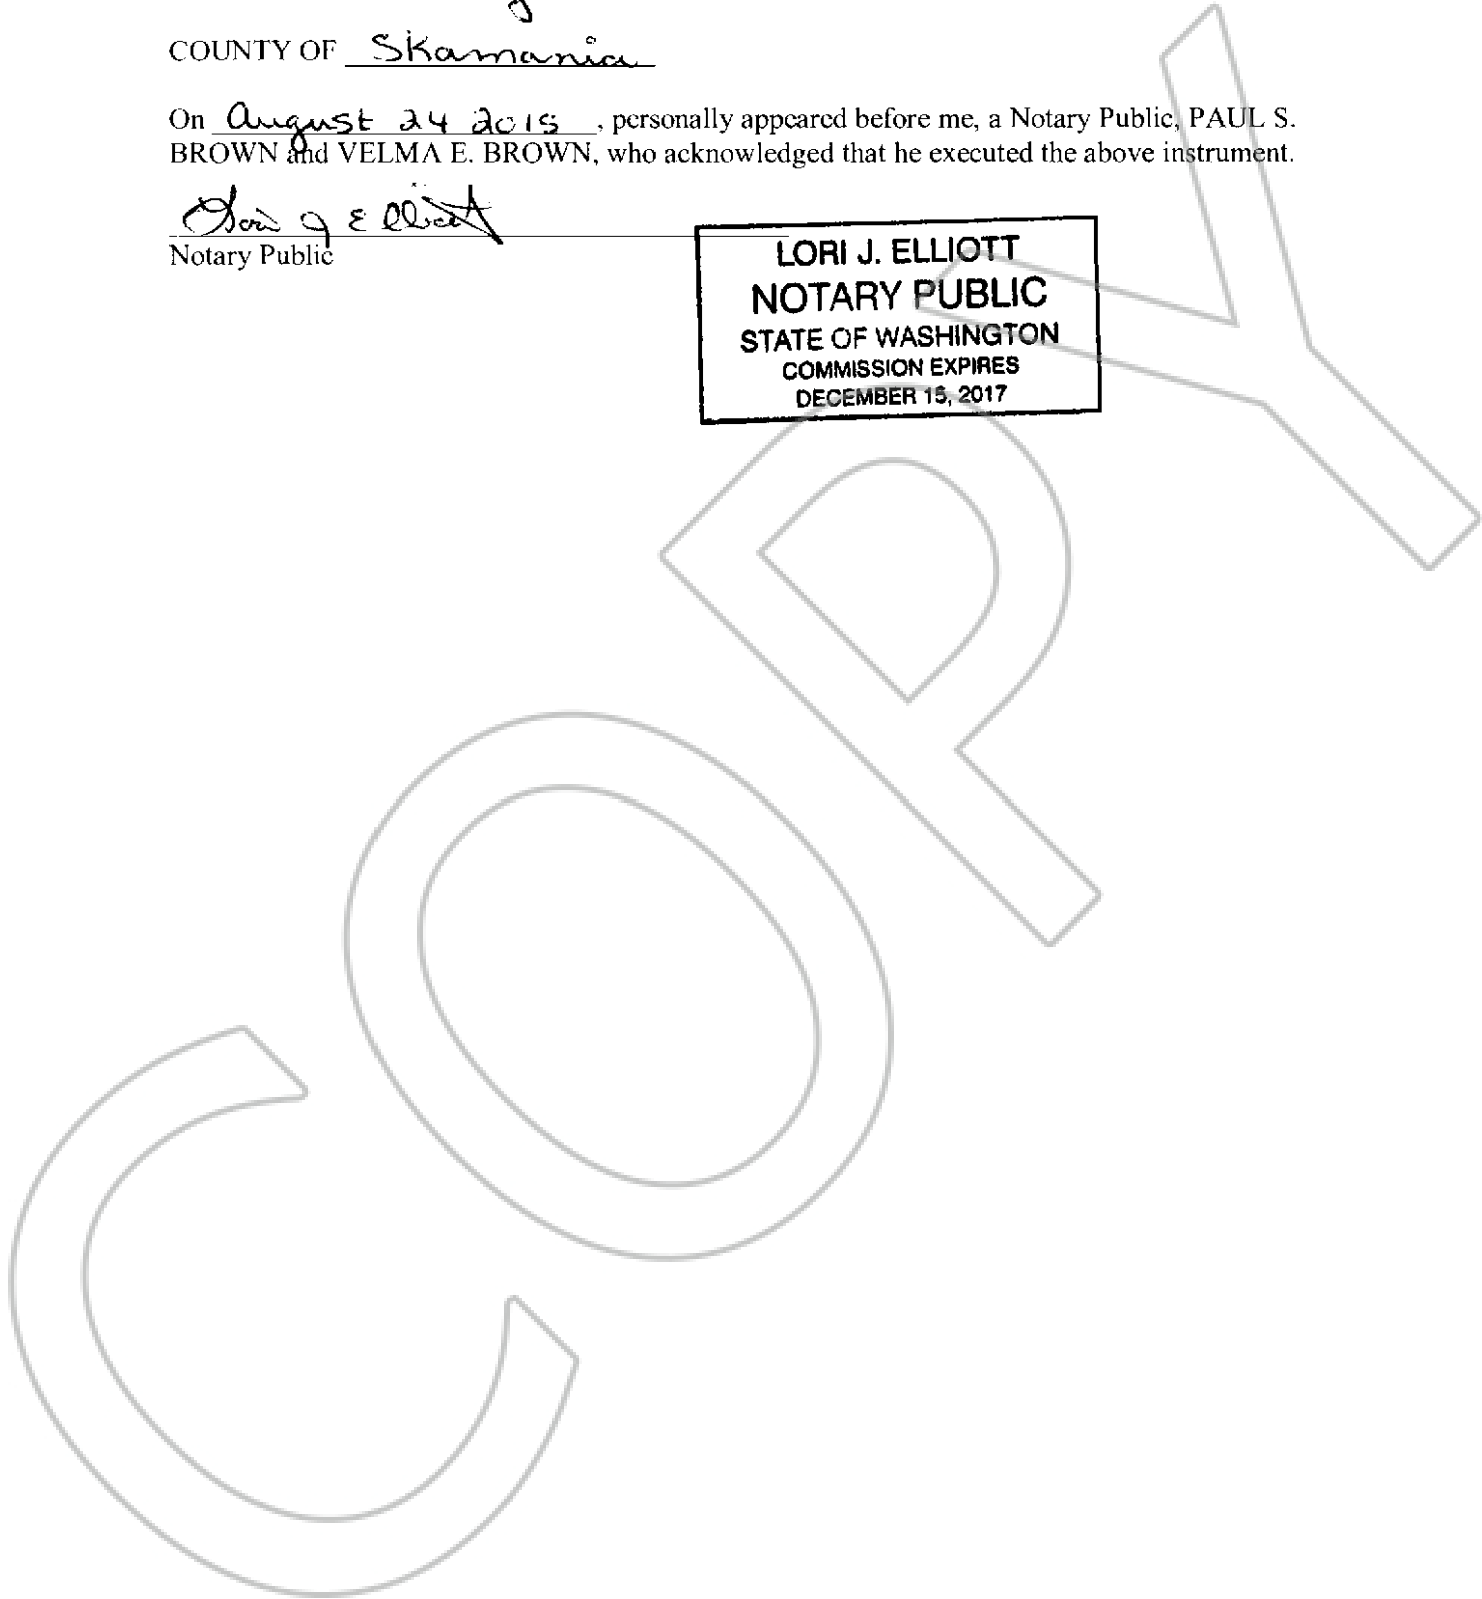 COUNTY OF Skamania
On August 24 2015, personally appeared before me, a Notary Public, PAUL S.
BROWN and VELMA E. BROWN, who acknowledged that he executed the above instrument.
Lori J Elliott
Notary Public
LORI J. ELLIOTT
NOTARY PUBLIC
STATE OF WASHINGTON
COMMISSION EXPIRES
DECEMBER 15, 2017
COPY